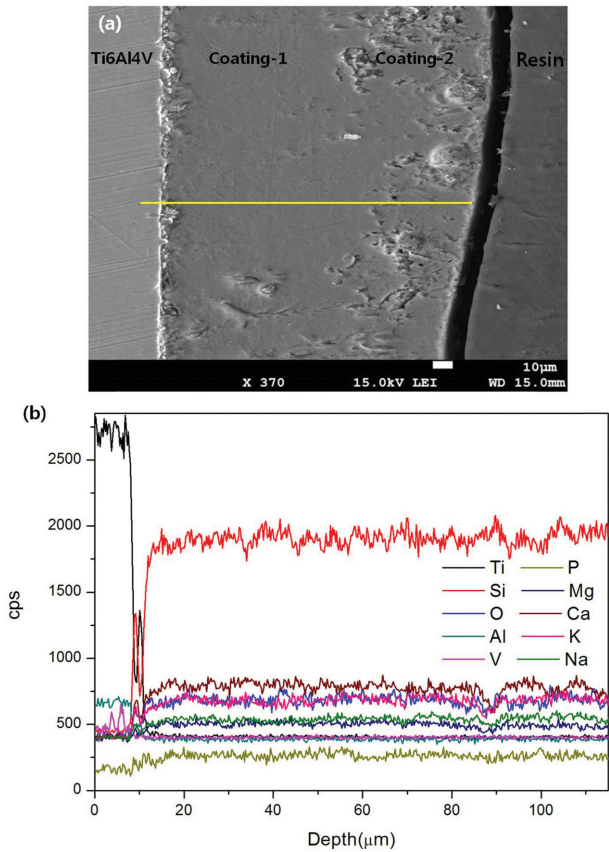 (a)
Ti6Al4V Coating-1 Coating-2 Resin
10μm
X 370 15.0kV LEI WD 15.0mm
(b)
2500
2000
1500
1000
500
0
cps
Ti P
Si Mg
O Ca
Al K
V Na
0 20 40 60 80 100
Depth(μm)